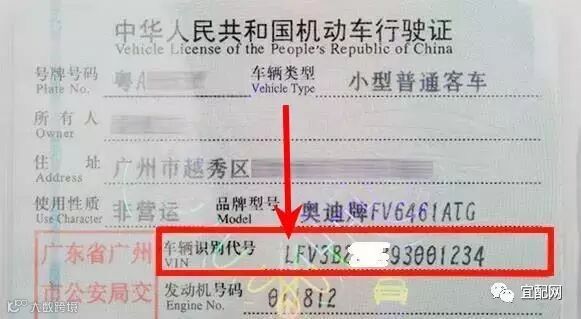 中华人民共和国机动车行驶证
Vehicle License of the People's Republic of China
号牌号码 粤A 车辆类型 小型普通客车
Plate No. Vehicle Type
所有人
Owner
住址 广州市越秀区
Address
使用性质 非营运 品牌型号 奥迪牌FV6461ATG
Use Character Model
广东省广州 车辆识别代号 LFV3B 93001234
VIN
市公安局交 发动机号码 061812
Engine No.
大数跨境
宜配网